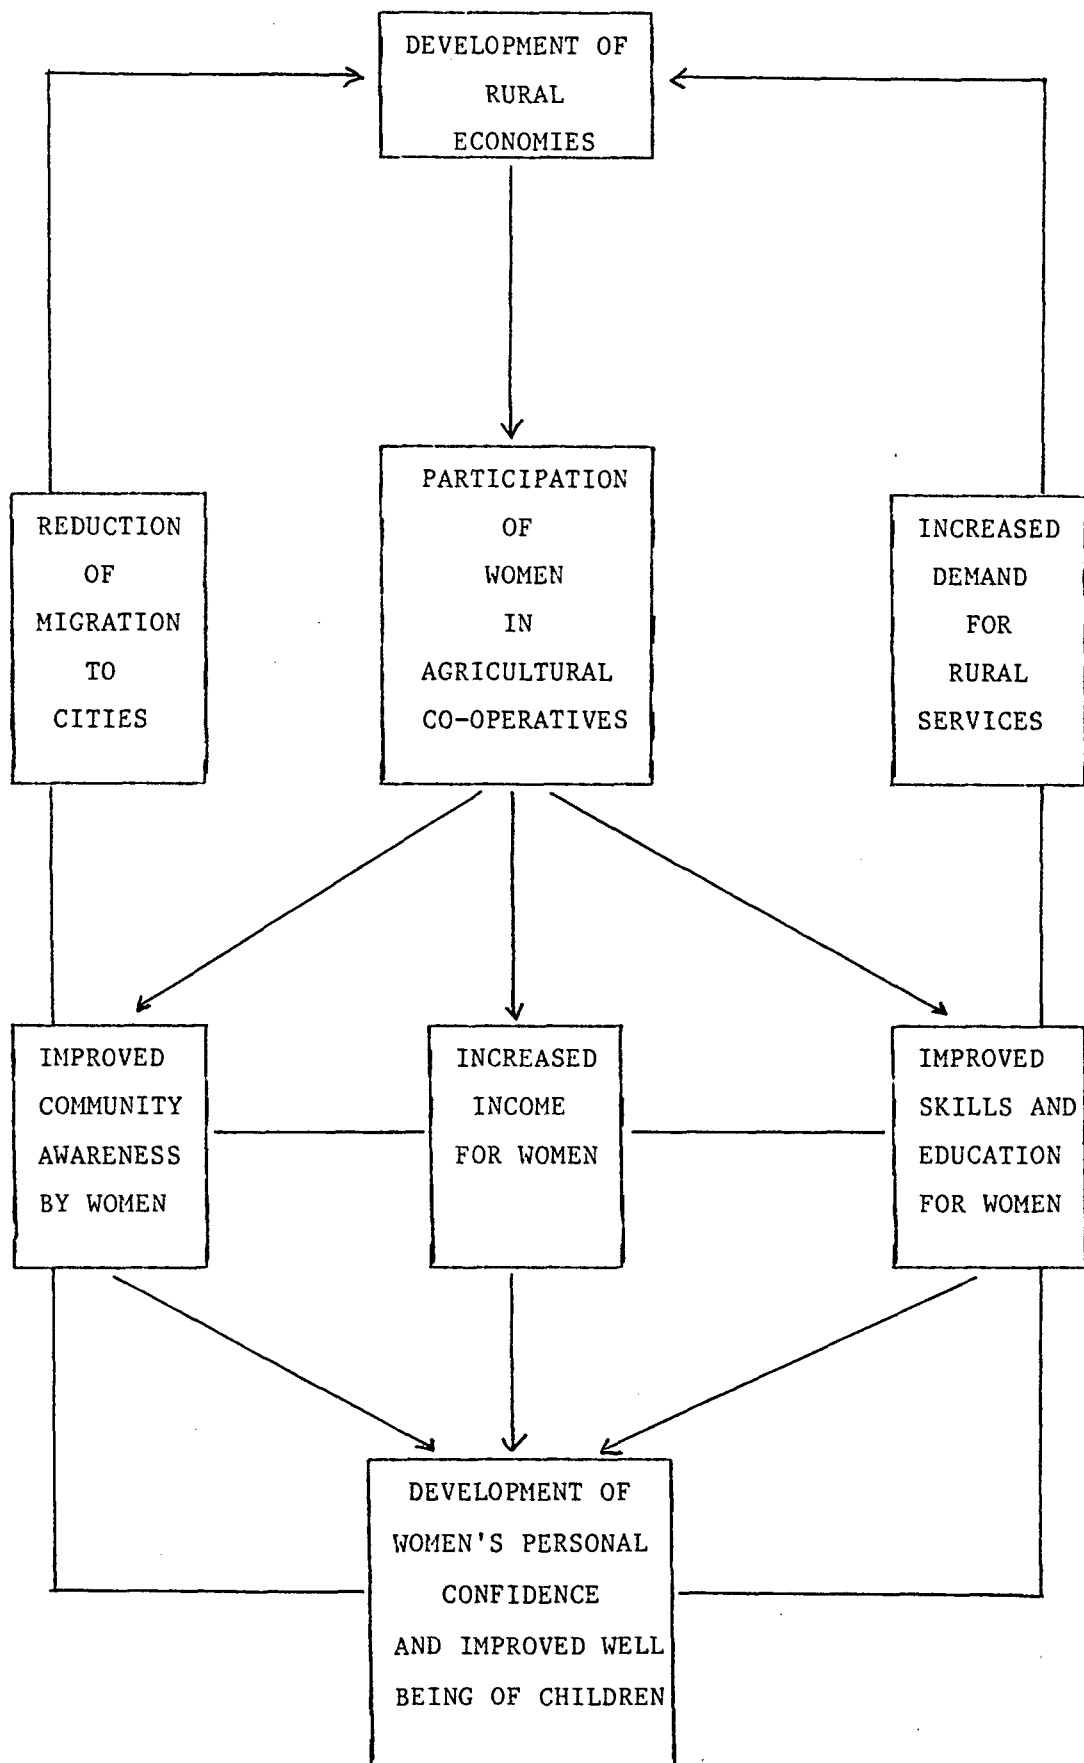 DEVELOPMENT OF
RURAL
ECONOMIES
PARTICIPATION
OF
WOMEN
IN
AGRICULTURAL
CO-OPERATIVES
REDUCTION
OF
MIGRATION
TO
CITIES
INCREASED
DEMAND
FOR
RURAL
SERVICES
IMPROVED
COMMUNITY
AWARENESS
BY WOMEN
INCREASED
INCOME
FOR WOMEN
IMPROVED
SKILLS AND
EDUCATION
FOR WOMEN
DEVELOPMENT OF
WOMEN'S PERSONAL
CONFIDENCE
AND IMPROVED WELL
BEING OF CHILDREN